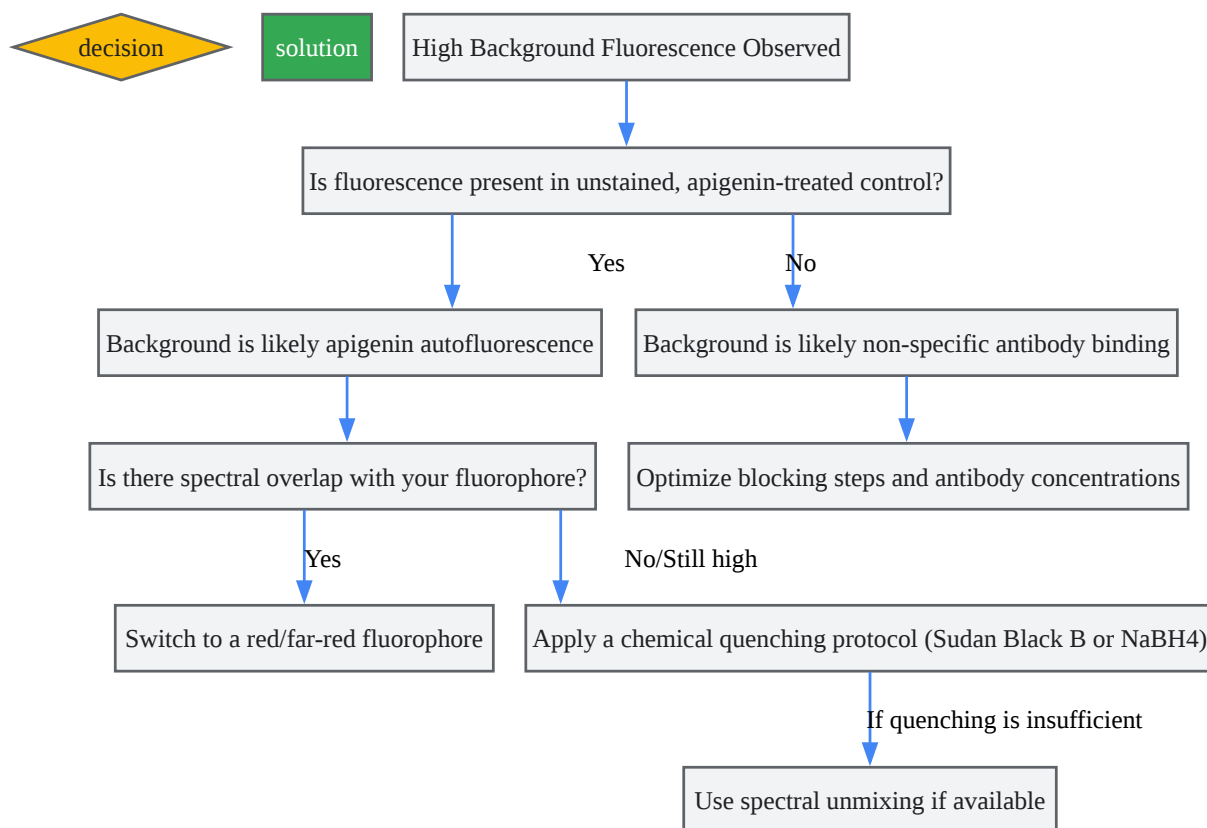 decision
solution
High Background Fluorescence Observed
Is fluorescence present in unstained, apigenin-treated control?
Yes
No
Background is likely apigenin autofluorescence
Background is likely non-specific antibody binding
Is there spectral overlap with your fluorophore?
Optimize blocking steps and antibody concentrations
Yes
No/Still high
Switch to a red/far-red fluorophore
Apply a chemical quenching protocol (Sudan Black B or NaBH4)
If quenching is insufficient
Use spectral unmixing if available